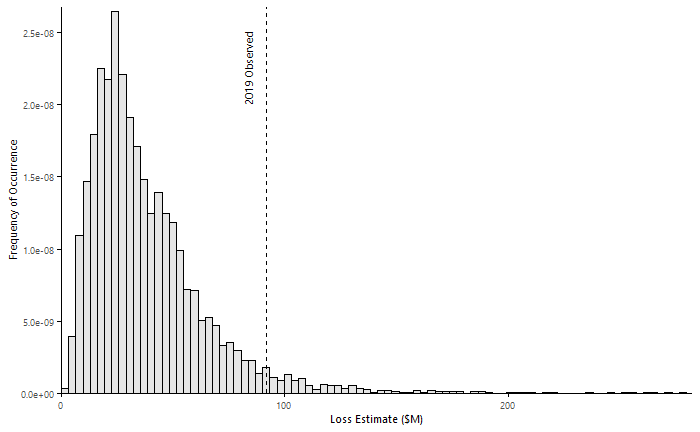 2.5e-08
2.0e-08
1.5e-08
1.0e-08
5.0e-09
0.0e+00
Frequency of Occurrence
2019 Observed
0
100
200
Loss Estimate ($M)